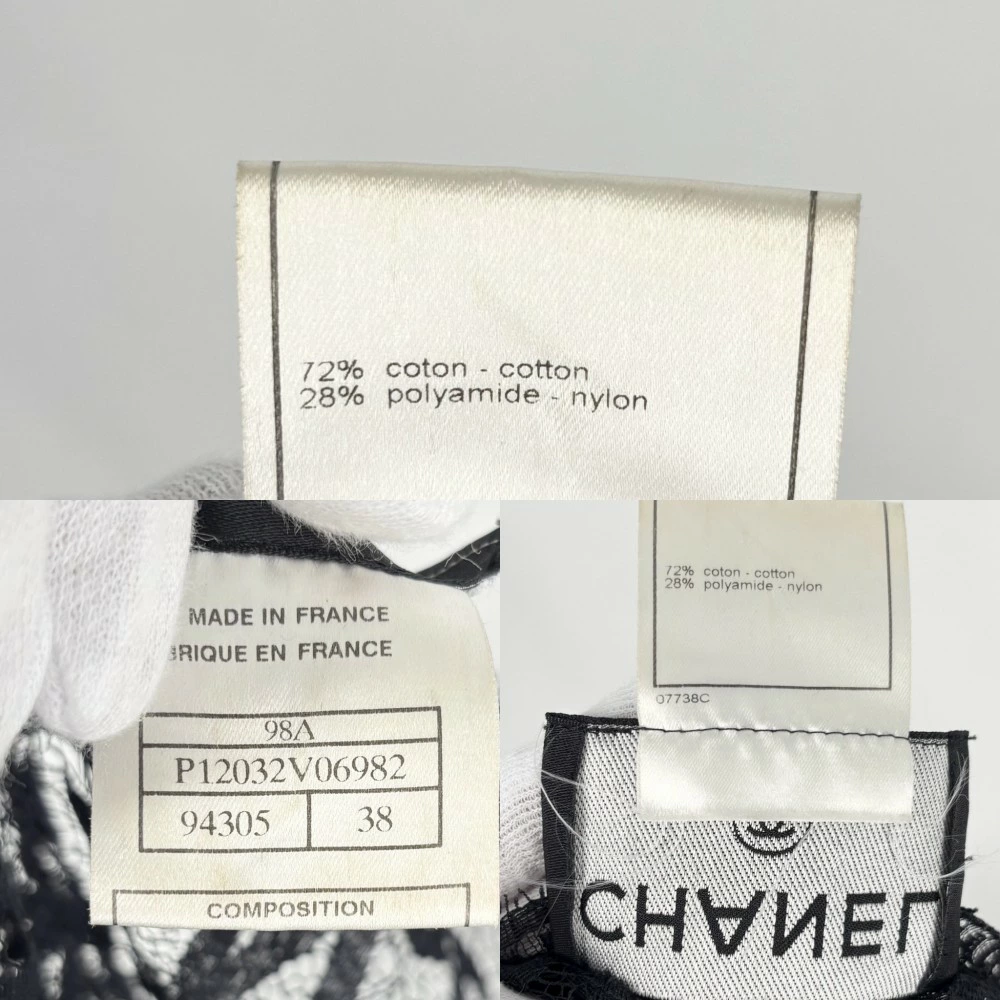 72% coton - cotton
28% polyamide - nylon
MADE IN FRANCE
BRIQUE EN FRANCE
98A
P12032V06982
94305 38
COMPOSITION
72% coton - cotton
28% polyamide - nylon
07738C
CHANEL